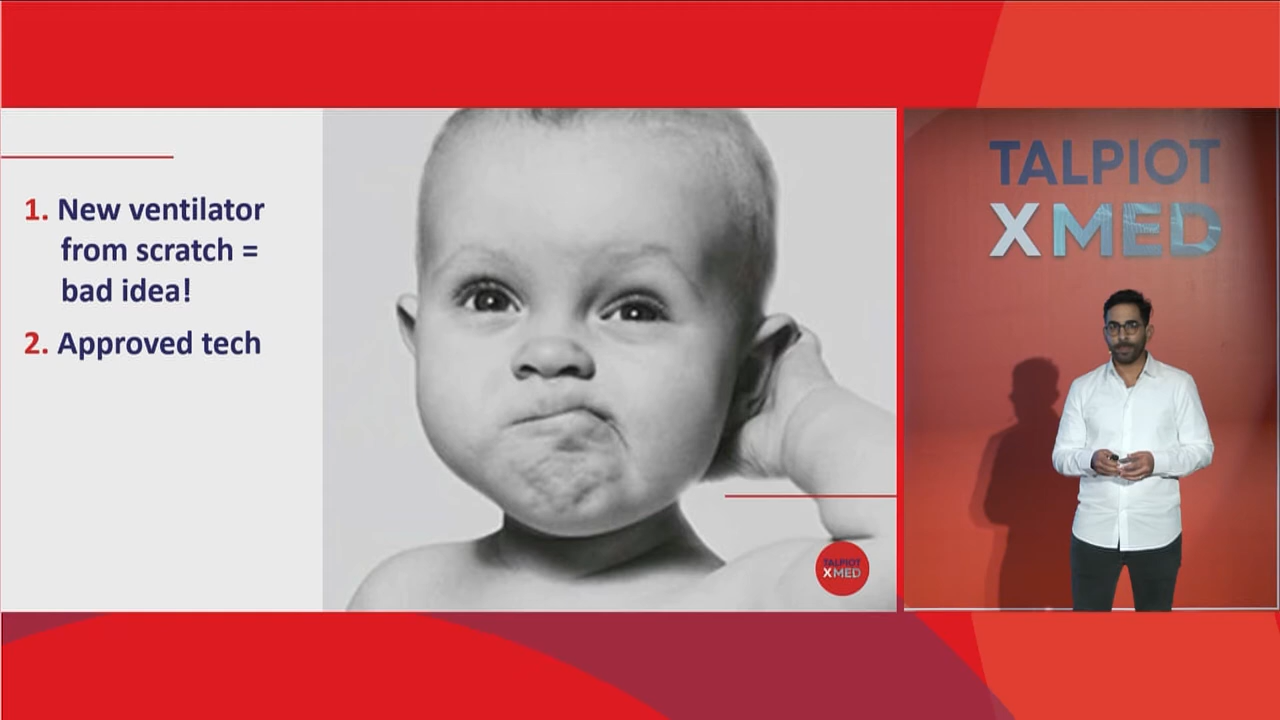 1. New ventilator
from scratch =
bad idea!
2. Approved tech
TALPIOT
XMED
TALPIOT
XMED